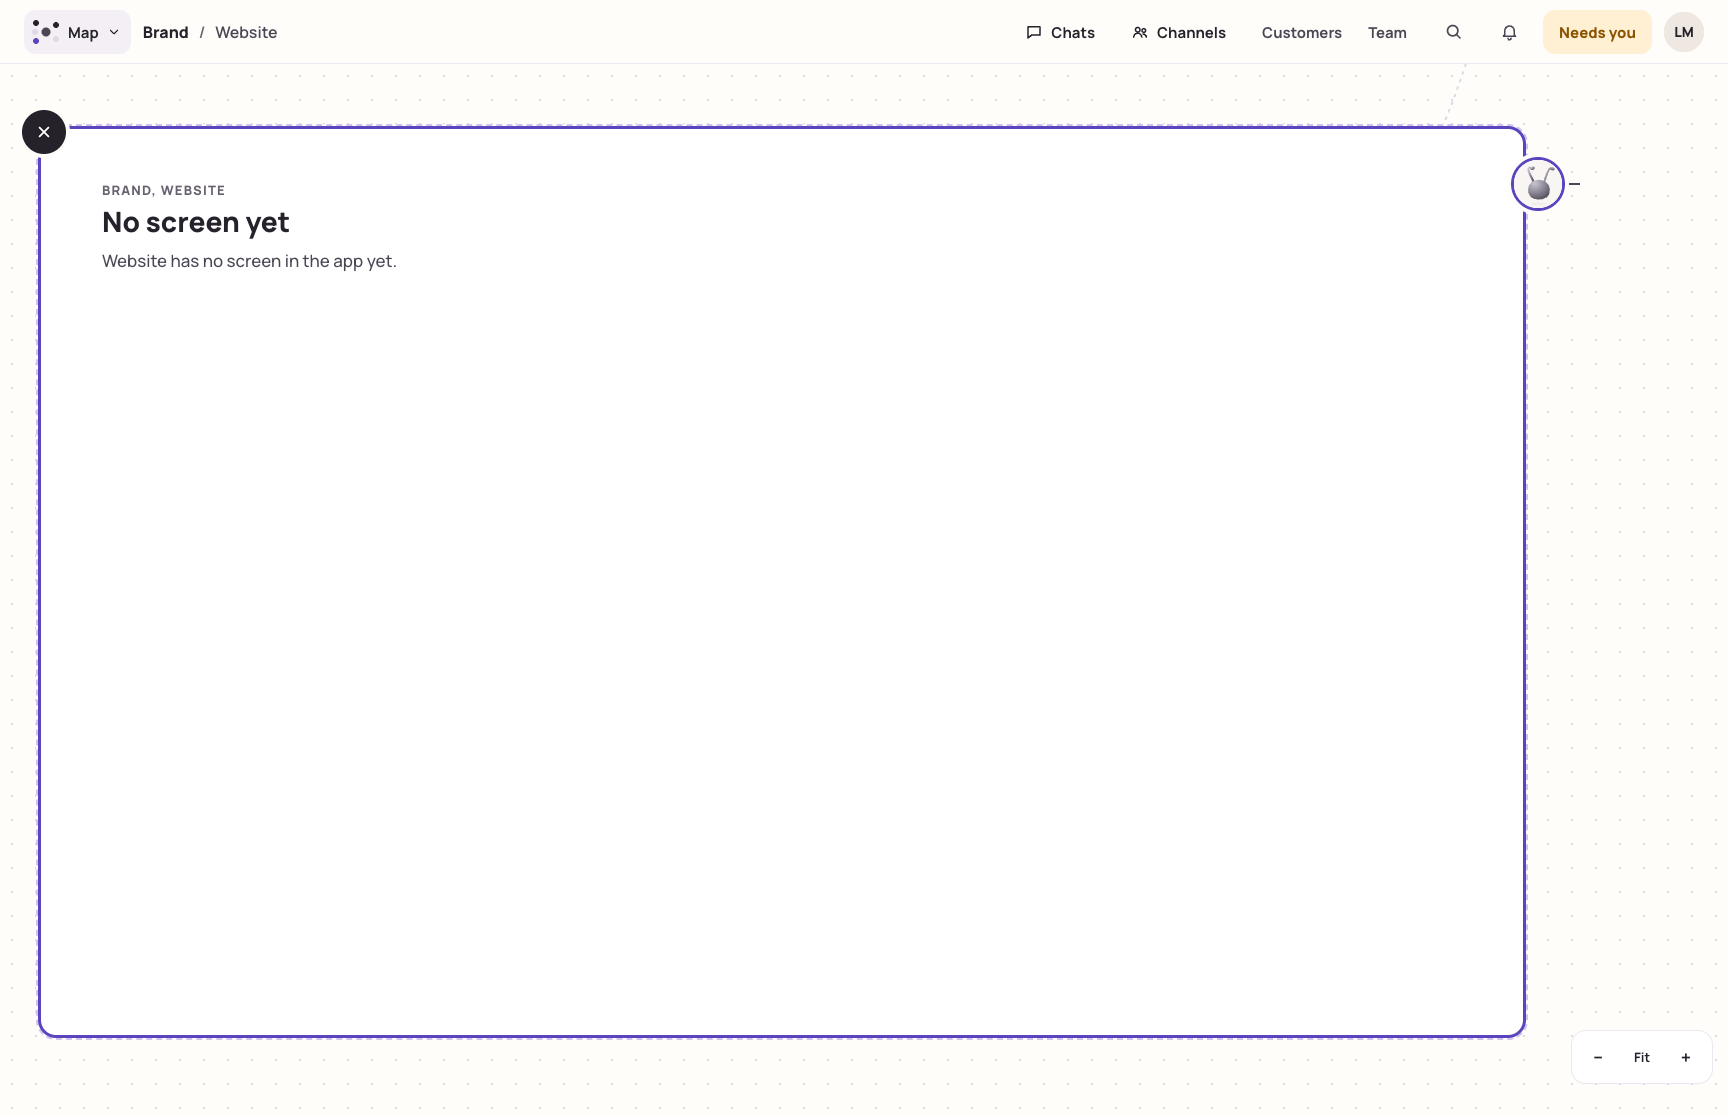 Map
Brand / Website
Chats
Channels
Customers
Team
Needs you
LM
BRAND, WEBSITE
No screen yet
Website has no screen in the app yet.
− Fit +